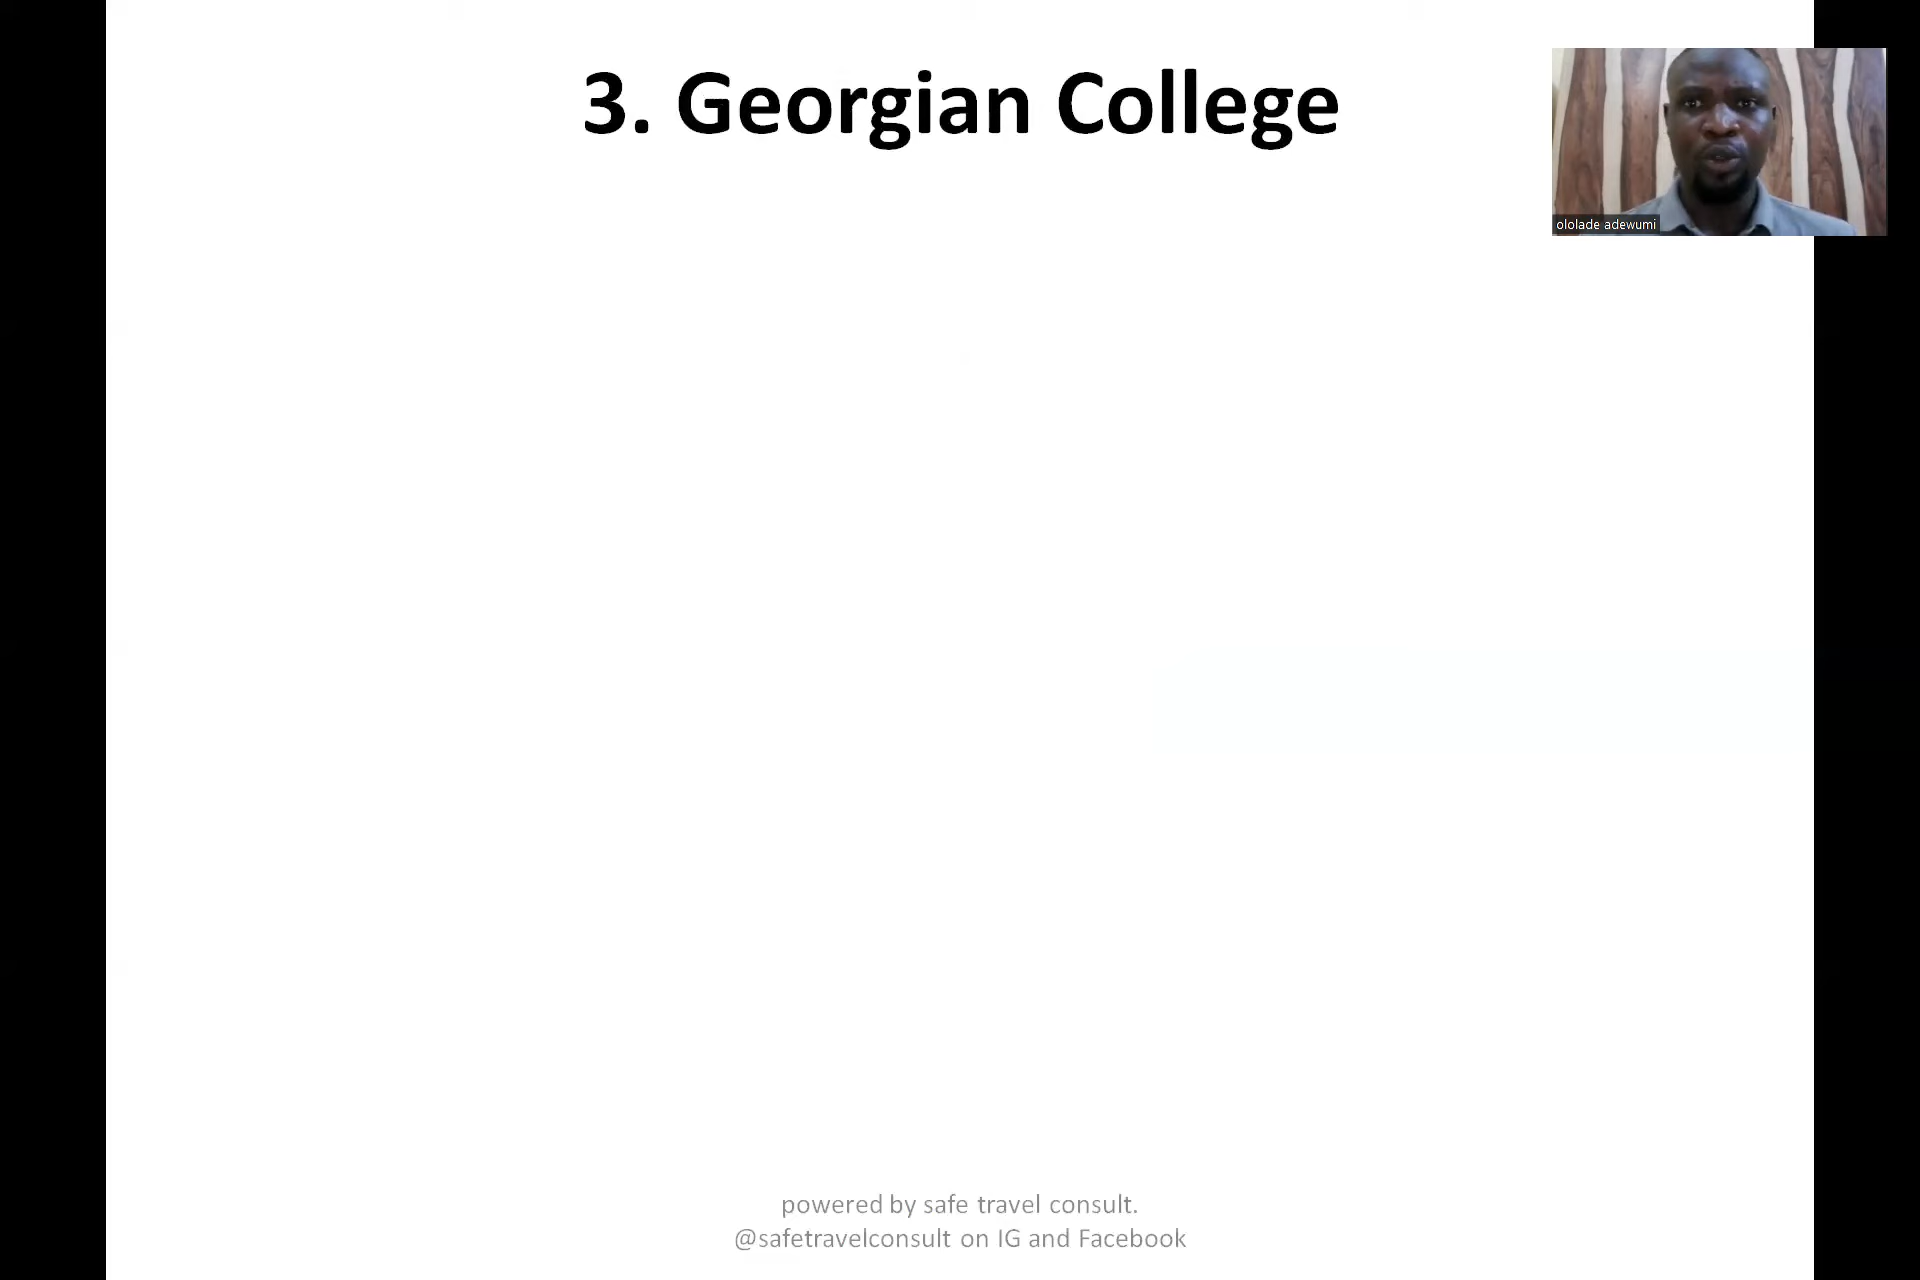 3. Georgian College
ololade adewumi
powered by safe travel consult.
@safetravelconsult on IG and Facebook